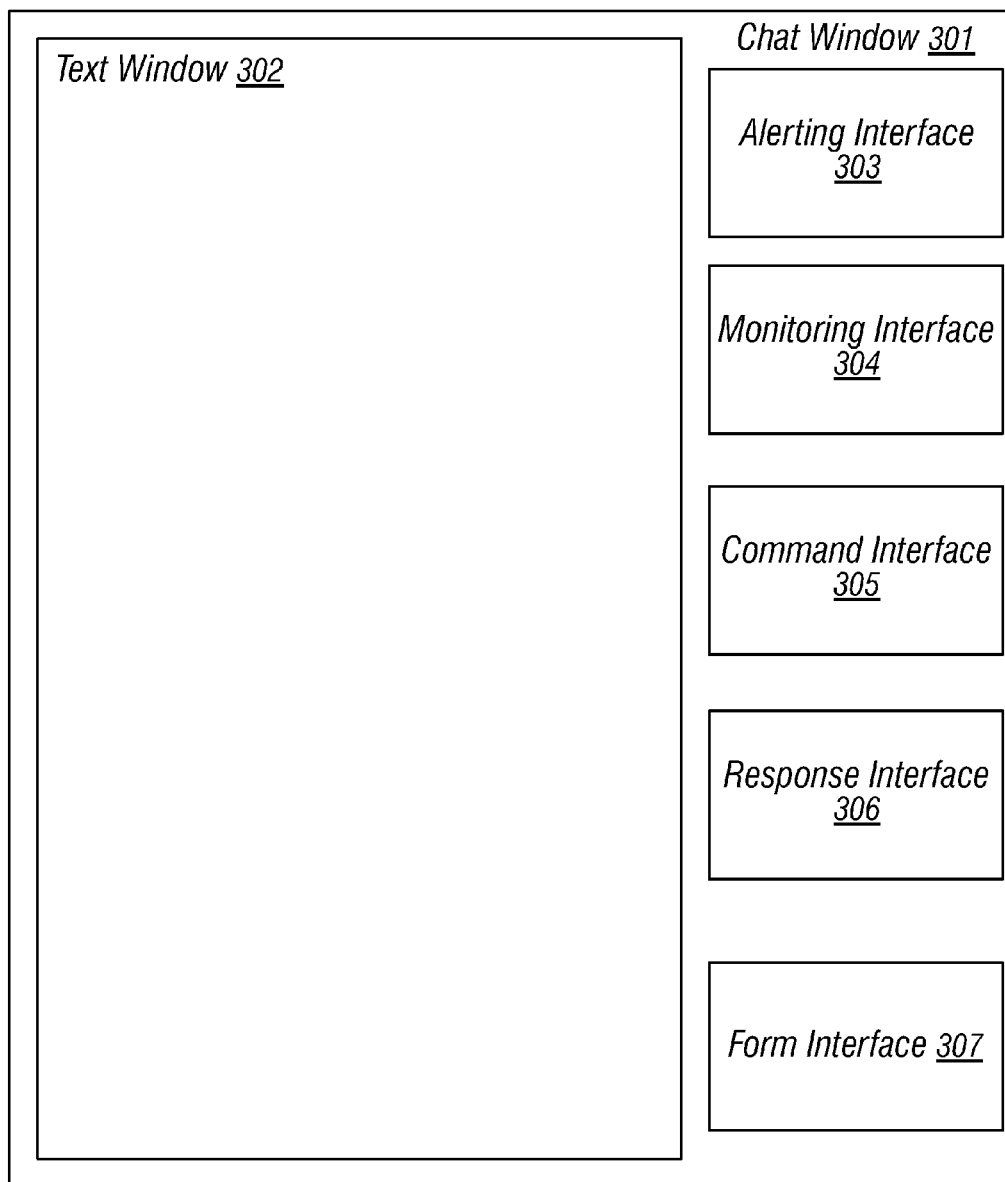 Chat Window 301
Text Window 302
Alerting Interface
303
Monitoring Interface
304
Command Interface
305
Response Interface
306
Form Interface 307